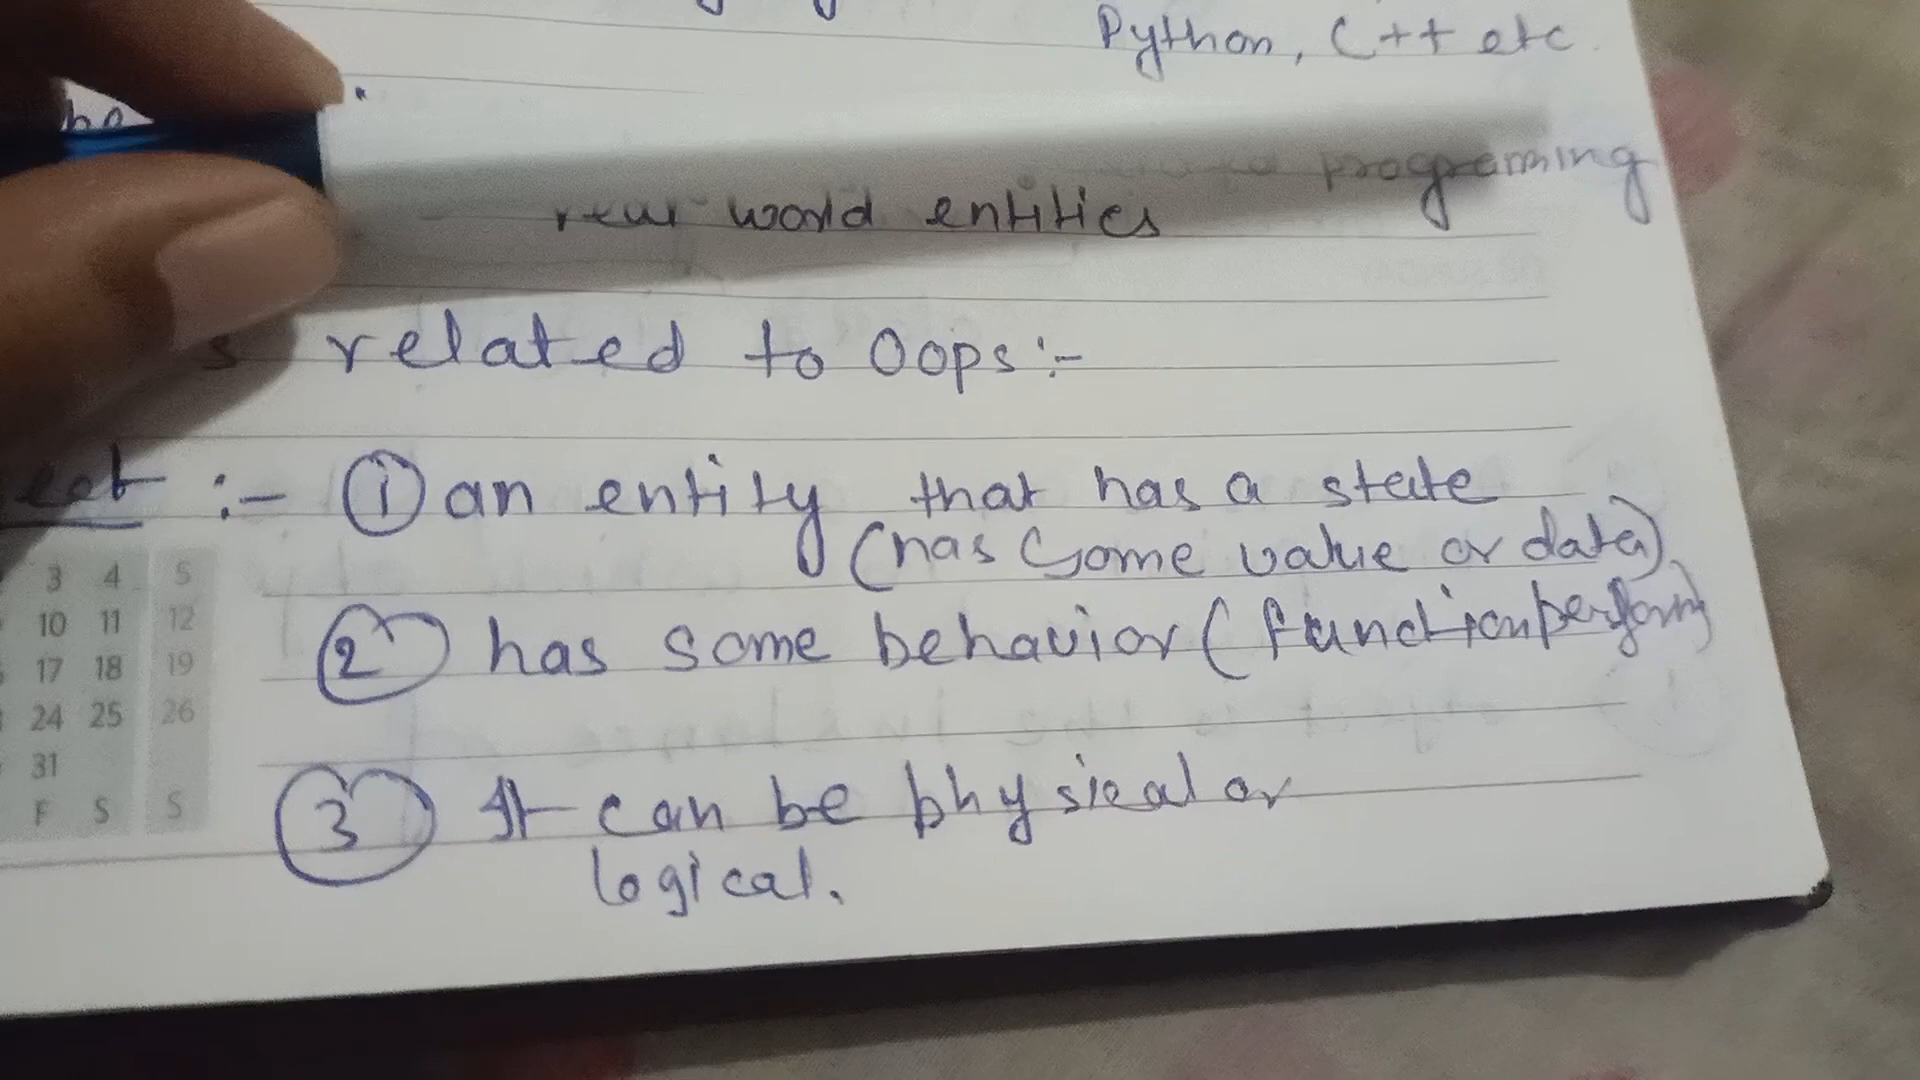 Python, C++ etc.
programing
world entities
s related to Oops:-
:- ① an entity that has a state
(has some value or data)
② has some behavior (function perform)
③ It can be physical or
logical.
3 4 5
10 11 12
17 18 19
24 25 26
31
F S S